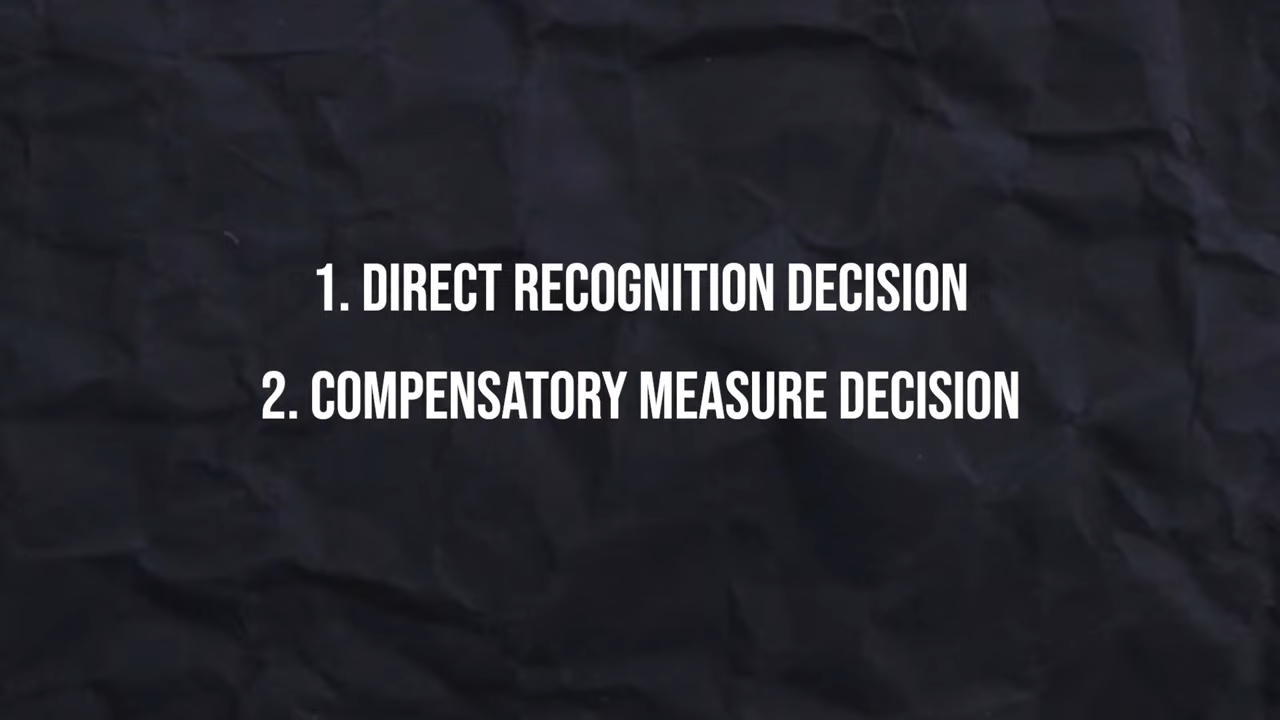 1. DIRECT RECOGNITION DECISION
2. COMPENSATORY MEASURE DECISION